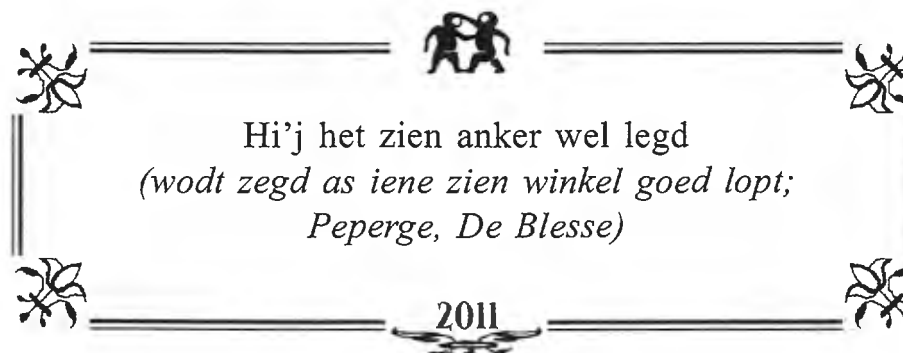 Hi'j het zien anker wel legd
(wodt zegd as iene zien winkel goed lopt;
Peperge, De Blesse)
2011